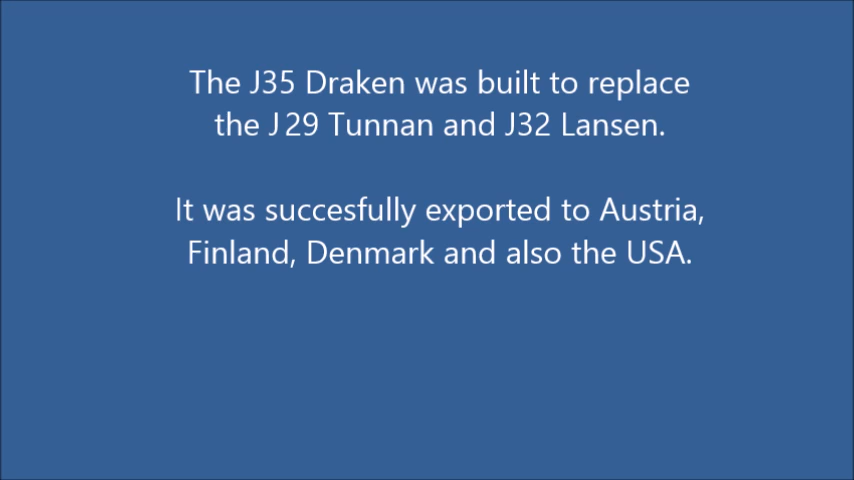 The J35 Draken was built to replace
the J29 Tunnan and J32 Lansen.
It was succesfully exported to Austria,
Finland, Denmark and also the USA.